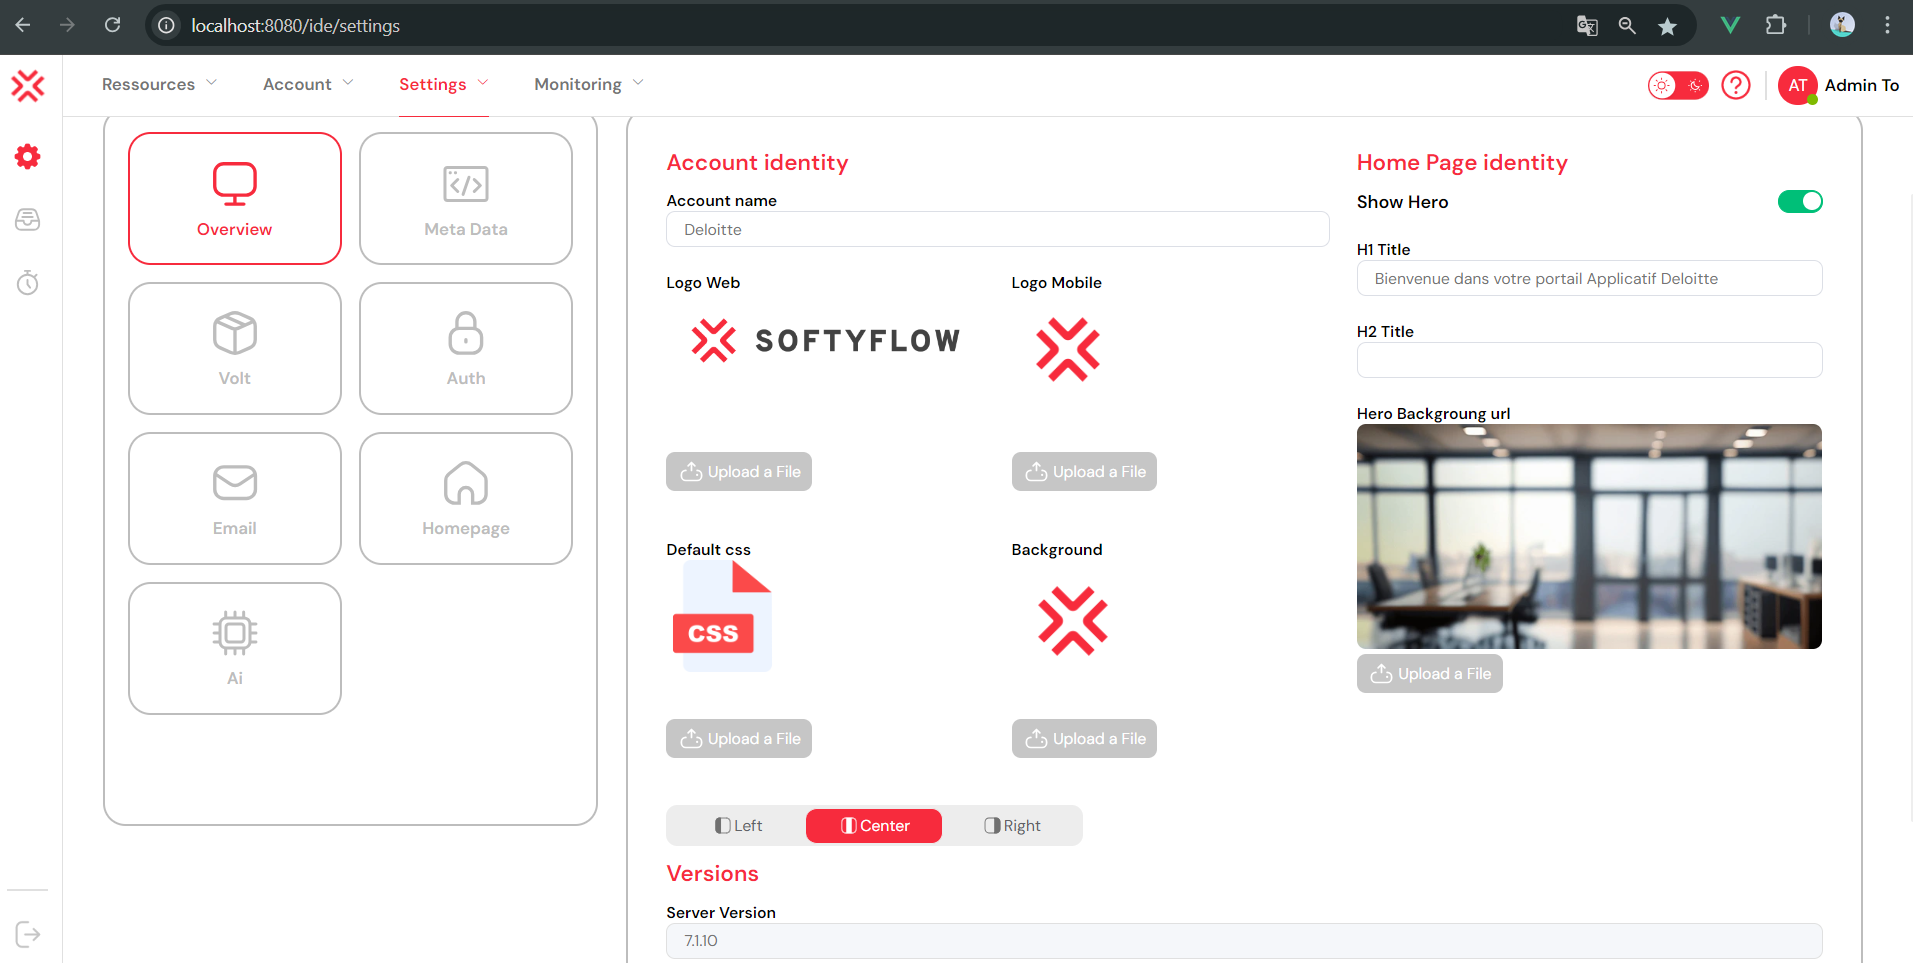 localhost:8080/ide/settings
Ressources Account Settings Monitoring
AT Admin To
Overview
Meta Data
Volt
Auth
Email
Homepage
Ai
Account identity
Account name
Deloitte
Logo Web
Logo Mobile
SOFTYFLOW
Upload a File
Upload a File
Default css
Background
CSS
Upload a File
Upload a File
Left Center Right
Versions
Server Version
7.1.10
Home Page identity
Show Hero
H1 Title
Bienvenue dans votre portail Applicatif Deloitte
H2 Title
Hero Backgroung url
Upload a File